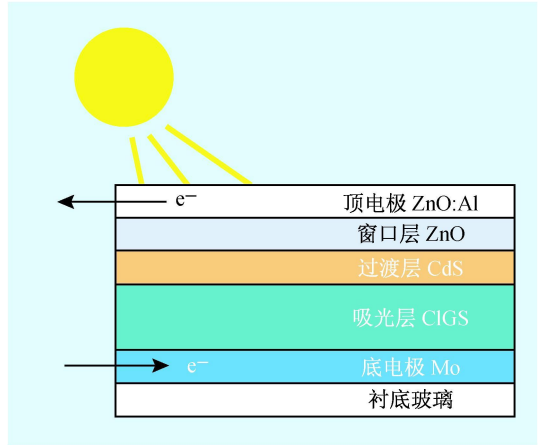 e⁻ 顶电极 ZnO:Al
窗口层 ZnO
过渡层 CdS
吸光层 CIGS
e⁻ 底电极 Mo
衬底玻璃